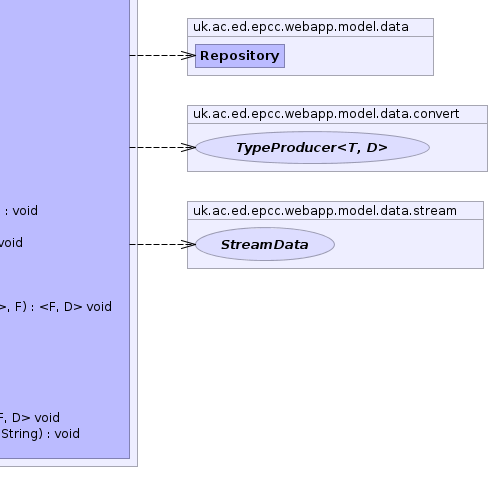 uk.ac.ed.epcc.webapp.model.data
Repository
uk.ac.ed.epcc.webapp.model.data.convert
TypeProducer<T, D>
uk.ac.ed.epcc.webapp.model.data.stream
StreamData
: void
void
>, F) : <F, D> void
F, D> void
String) : void